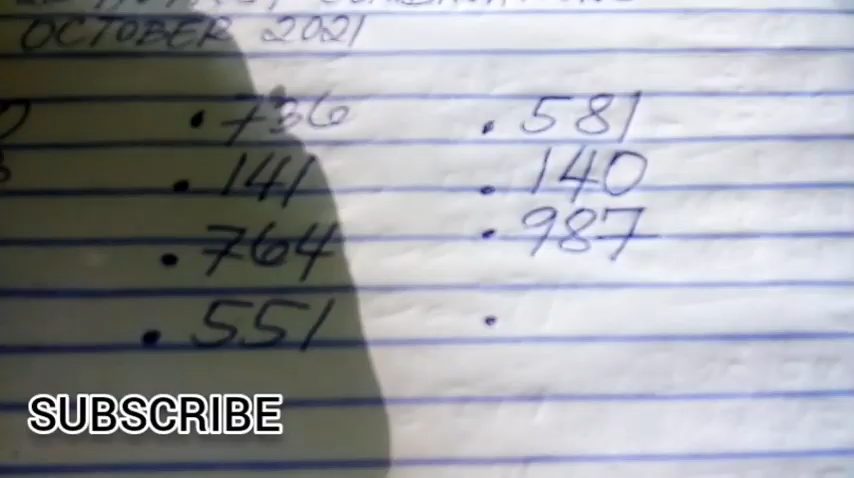 OCTOBER 2021
• 736 • 581
• 141 • 140
• 764 • 987
• 551 •
SUBSCRIBE